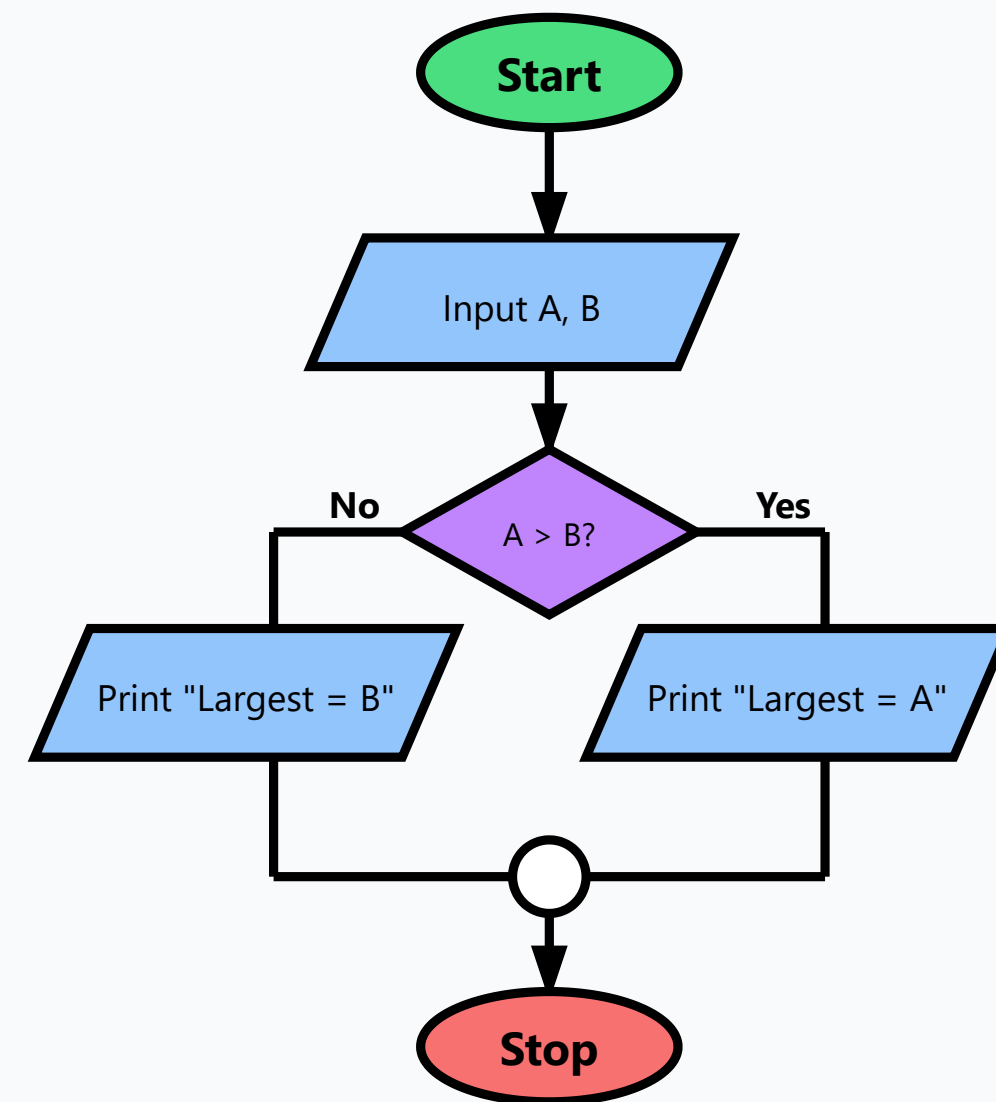 Start
Input A, B
A > B?
No
Yes
Print "Largest = B"
Print "Largest = A"
Stop